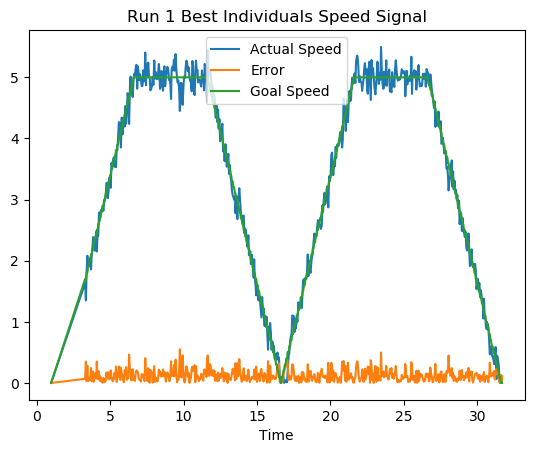 Run 1 Best Individuals Speed Signal
Actual Speed
Error
Goal Speed
5
4
3
2
1
0
0 5 10 15 20 25 30
Time